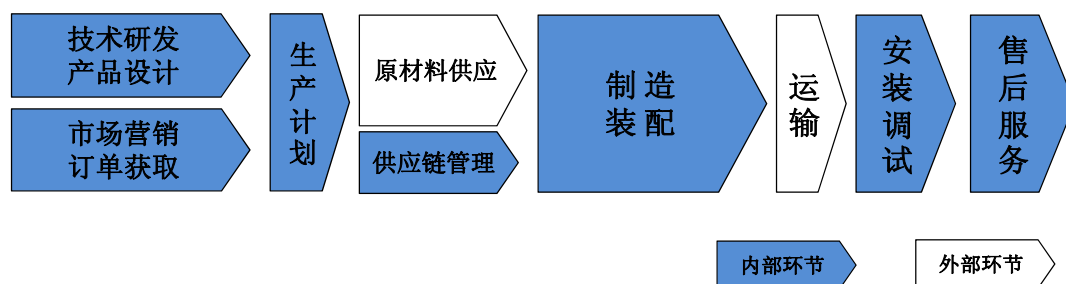 技术研发
产品设计
市场营销
订单获取
生产计划
原材料供应
供应链管理
制 造
装 配
运输
安装调试
售后服务
内部环节
外部环节